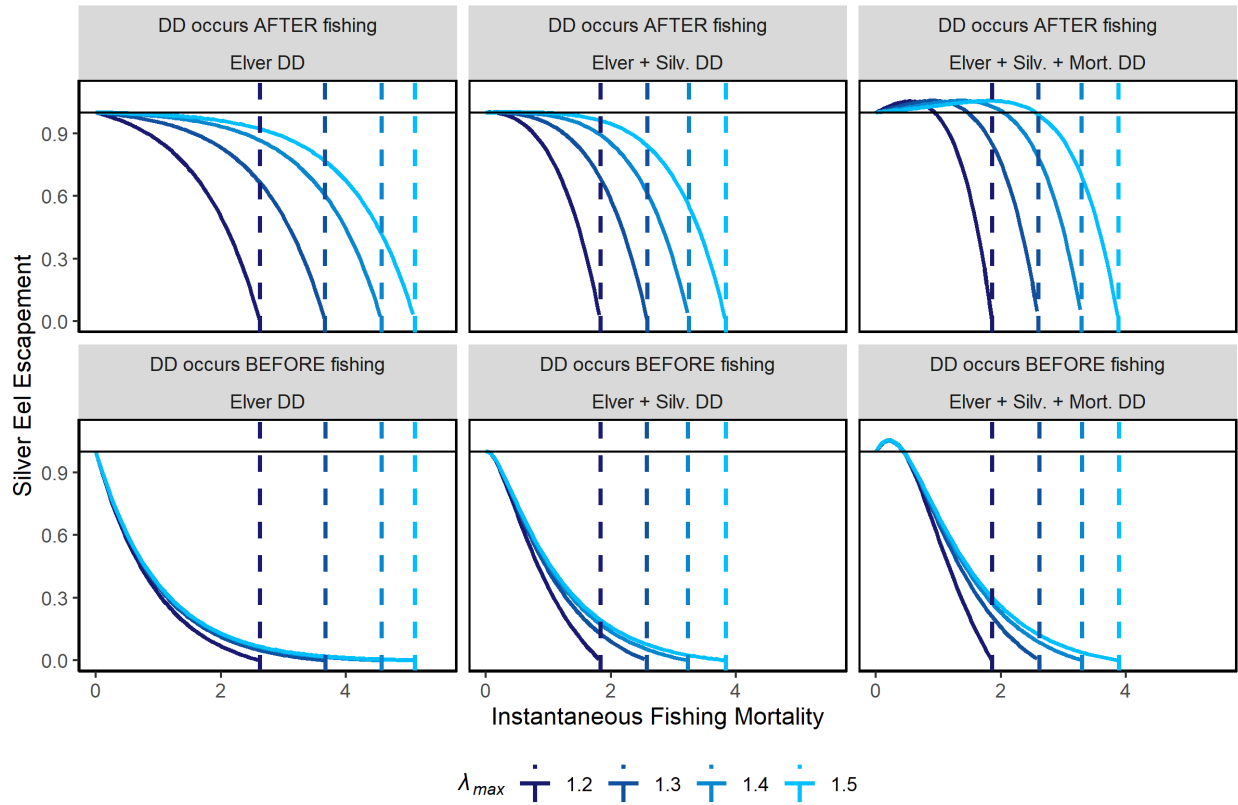 DD occurs AFTER fishing
Elver DD
DD occurs AFTER fishing
Elver + Silv. DD
DD occurs AFTER fishing
Elver + Silv. + Mort. DD
0.9
0.6
0.3
0.0
DD occurs BEFORE fishing
Elver DD
DD occurs BEFORE fishing
Elver + Silv. DD
DD occurs BEFORE fishing
Elver + Silv. + Mort. DD
0.9
0.6
0.3
0.0
Silver Eel Escapement
0 2 4
0 2 4
0 2 4
Instantaneous Fishing Mortality
λmax 1.2 1.3 1.4 1.5